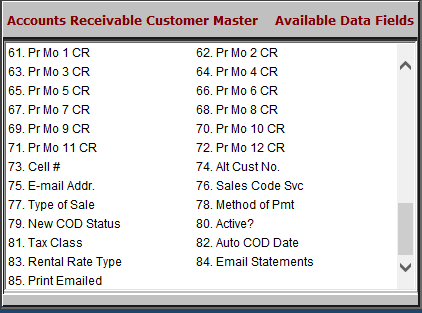 Accounts Receivable Customer Master Available Data Fields
61. Pr Mo 1 CR 62. Pr Mo 2 CR
63. Pr Mo 3 CR 64. Pr Mo 4 CR
65. Pr Mo 5 CR 66. Pr Mo 6 CR
67. Pr Mo 7 CR 68. Pr Mo 8 CR
69. Pr Mo 9 CR 70. Pr Mo 10 CR
71. Pr Mo 11 CR 72. Pr Mo 12 CR
73. Cell # 74. Alt Cust No.
75. E-mail Addr. 76. Sales Code Svc
77. Type of Sale 78. Method of Pmt
79. New COD Status 80. Active?
81. Tax Class 82. Auto COD Date
83. Rental Rate Type 84. Email Statements
85. Print Emailed